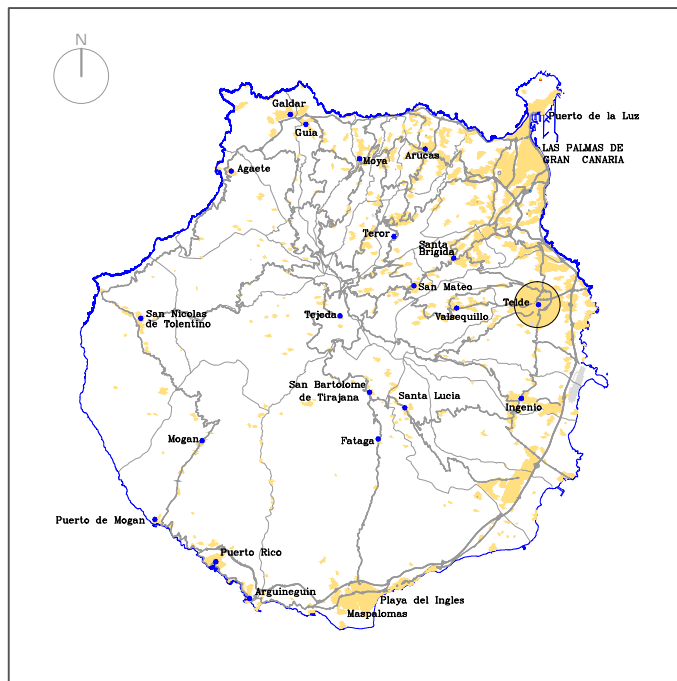 N
Galdar
Guia
Puerto de la Luz
LAS PALMAS DE
GRAN CANARIA
Moya
Arucas
Agaete
Teror
Santa
Brigida
San Mateo
Telde
San Nicolas
de Tolentino
Tejeda
Valsequillo
San Bartolome
de Tirajana
Santa Lucia
Ingenio
Mogan
Fataga
Puerto de Mogan
Puerto Rico
Arguineguin
Playa del Ingles
Maspalomas